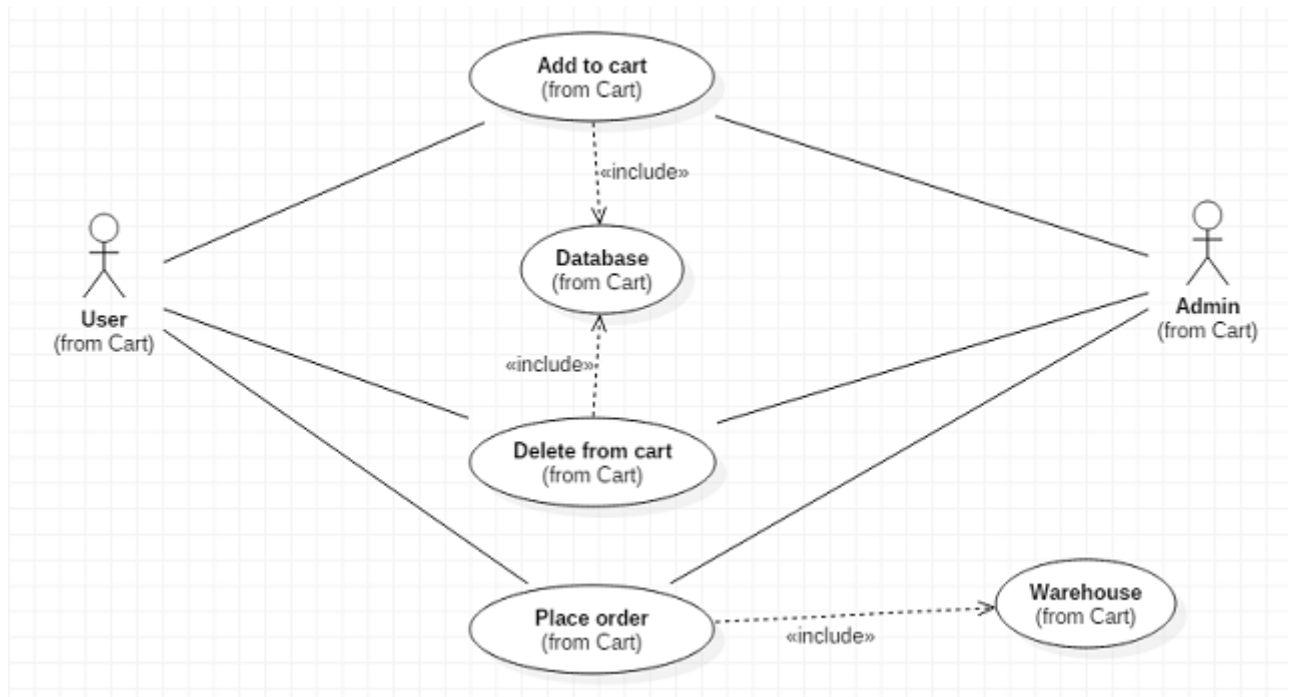 Add to cart
(from Cart)
«include»
Database
(from Cart)
User
(from Cart)
Admin
(from Cart)
«include»
Delete from cart
(from Cart)
Place order
(from Cart)
«include»
Warehouse
(from Cart)